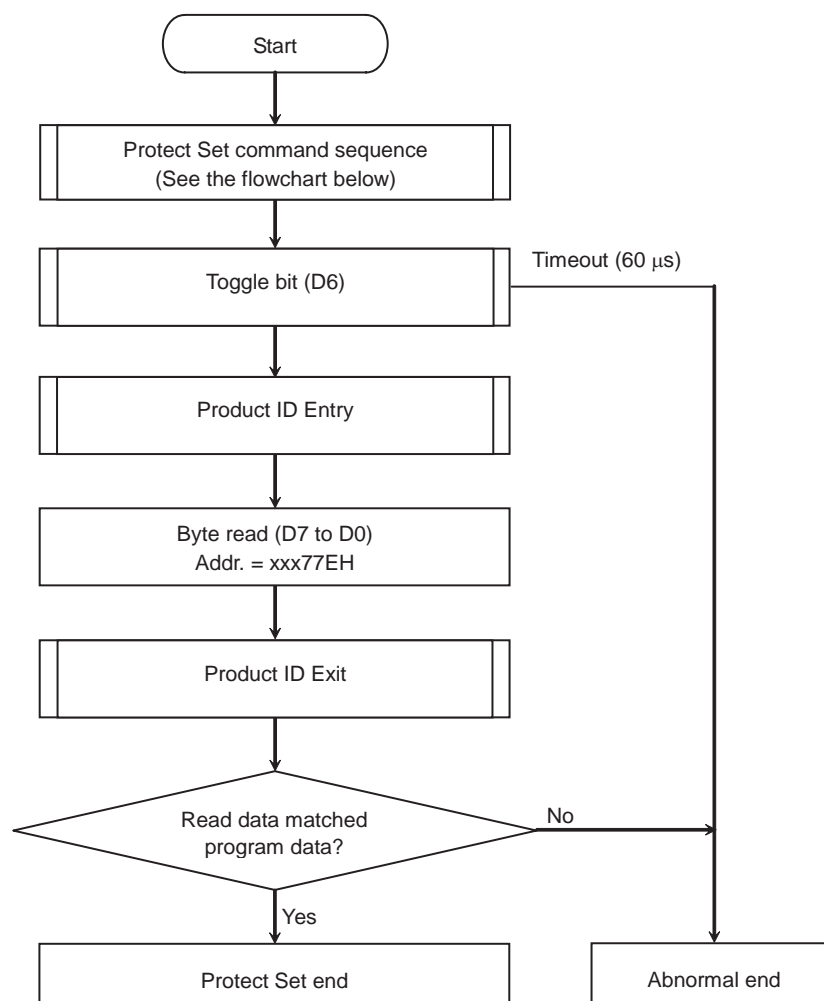 Start
Protect Set command sequence
(See the flowchart below)
Timeout (60 μs)
Toggle bit (D6)
Product ID Entry
Byte read (D7 to D0)
Addr. = xxx77EH
Product ID Exit
Read data matched
program data?
No
Yes
Protect Set end
Abnormal end